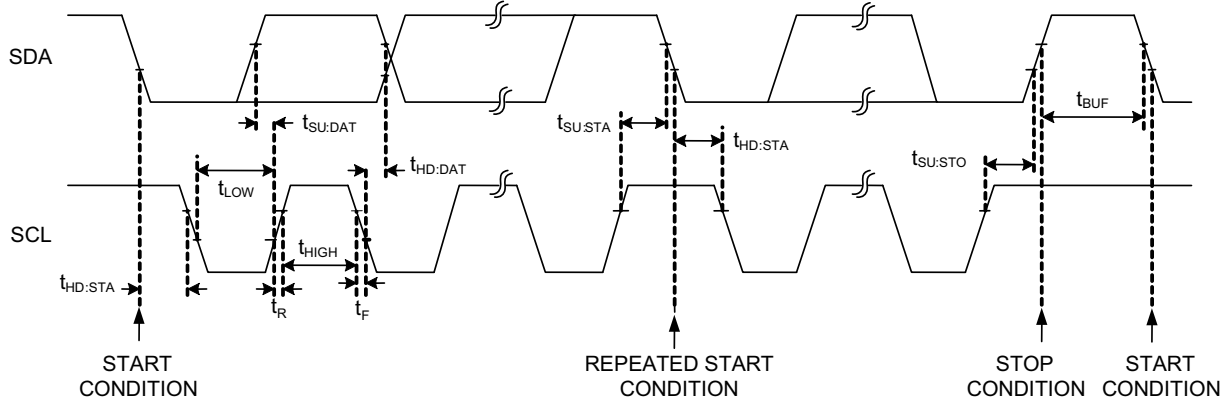 SDA
tSU:DAT
tSU:STA
tHD:STA
tBUF
tSU:STO
tHD:DAT
tLOW
SCL
tHIGH
tHD:STA
tR
tF
START
CONDITION
REPEATED START
CONDITION
STOP
CONDITION
START
CONDITION